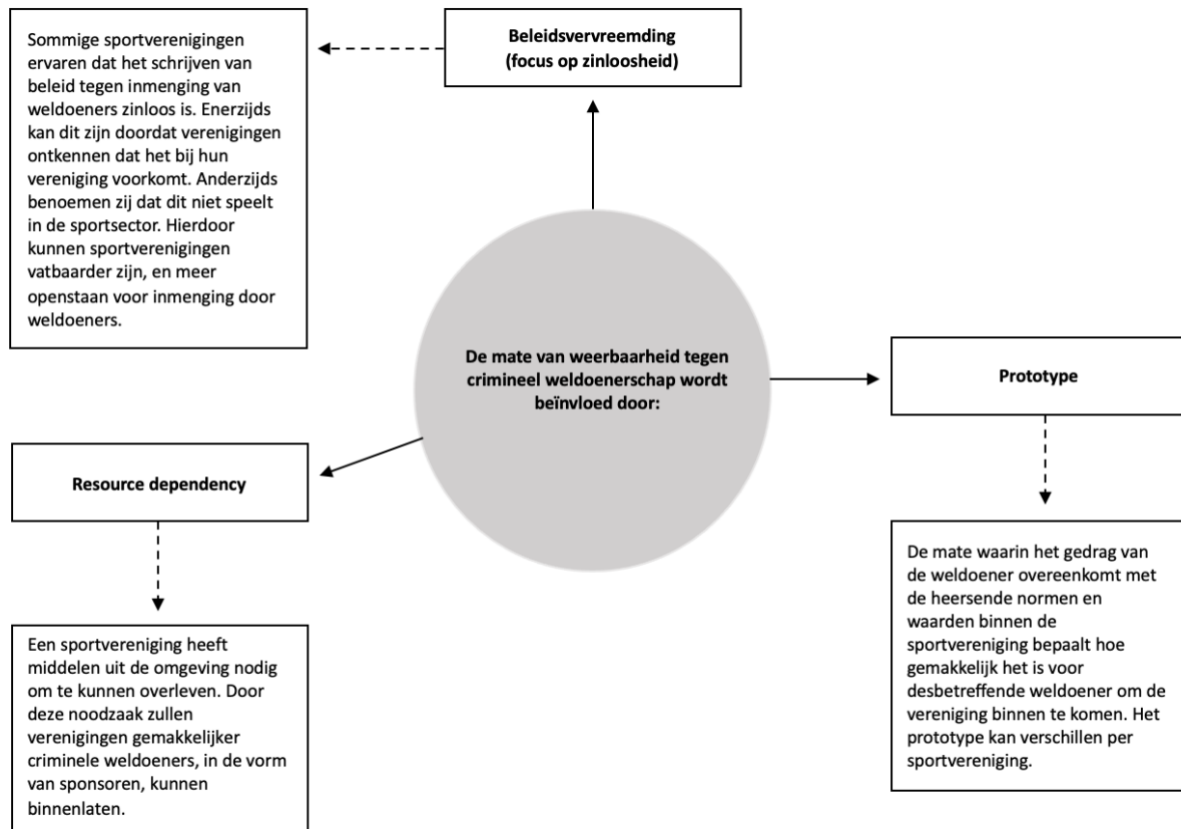 Beleidsvervreemding
(focus op zinloosheid)
Sommige sportverenigingen
ervaren dat het schrijven van
beleid tegen inmenging van
weldoeners zinloos is. Enerzijds
kan dit zijn doordat verenigingen
ontkennen dat het bij hun
vereniging voorkomt. Anderzijds
benoemen zij dat dit niet speelt
in de sportsector. Hierdoor
kunnen sportverenigingen
vatbaarder zijn, en meer
openstaan voor inmenging door
weldoeners.
De mate van weerbaarheid tegen
crimineel weldoenerschap wordt
beïnvloed door:
Prototype
De mate waarin het gedrag van
de weldoener overeenkomt met
de heersende normen en
waarden binnen de
sportvereniging bepaalt hoe
gemakkelijk het is voor
desbetreffende weldoener om de
vereniging binnen te komen. Het
prototype kan verschillen per
sportvereniging.
Resource dependency
Een sportvereniging heeft
middelen uit de omgeving nodig
om te kunnen overleven. Door
deze noodzaak zullen
verenigingen gemakkelijker
criminele weldoeners, in de vorm
van sponsoren, kunnen
binnenlaten.